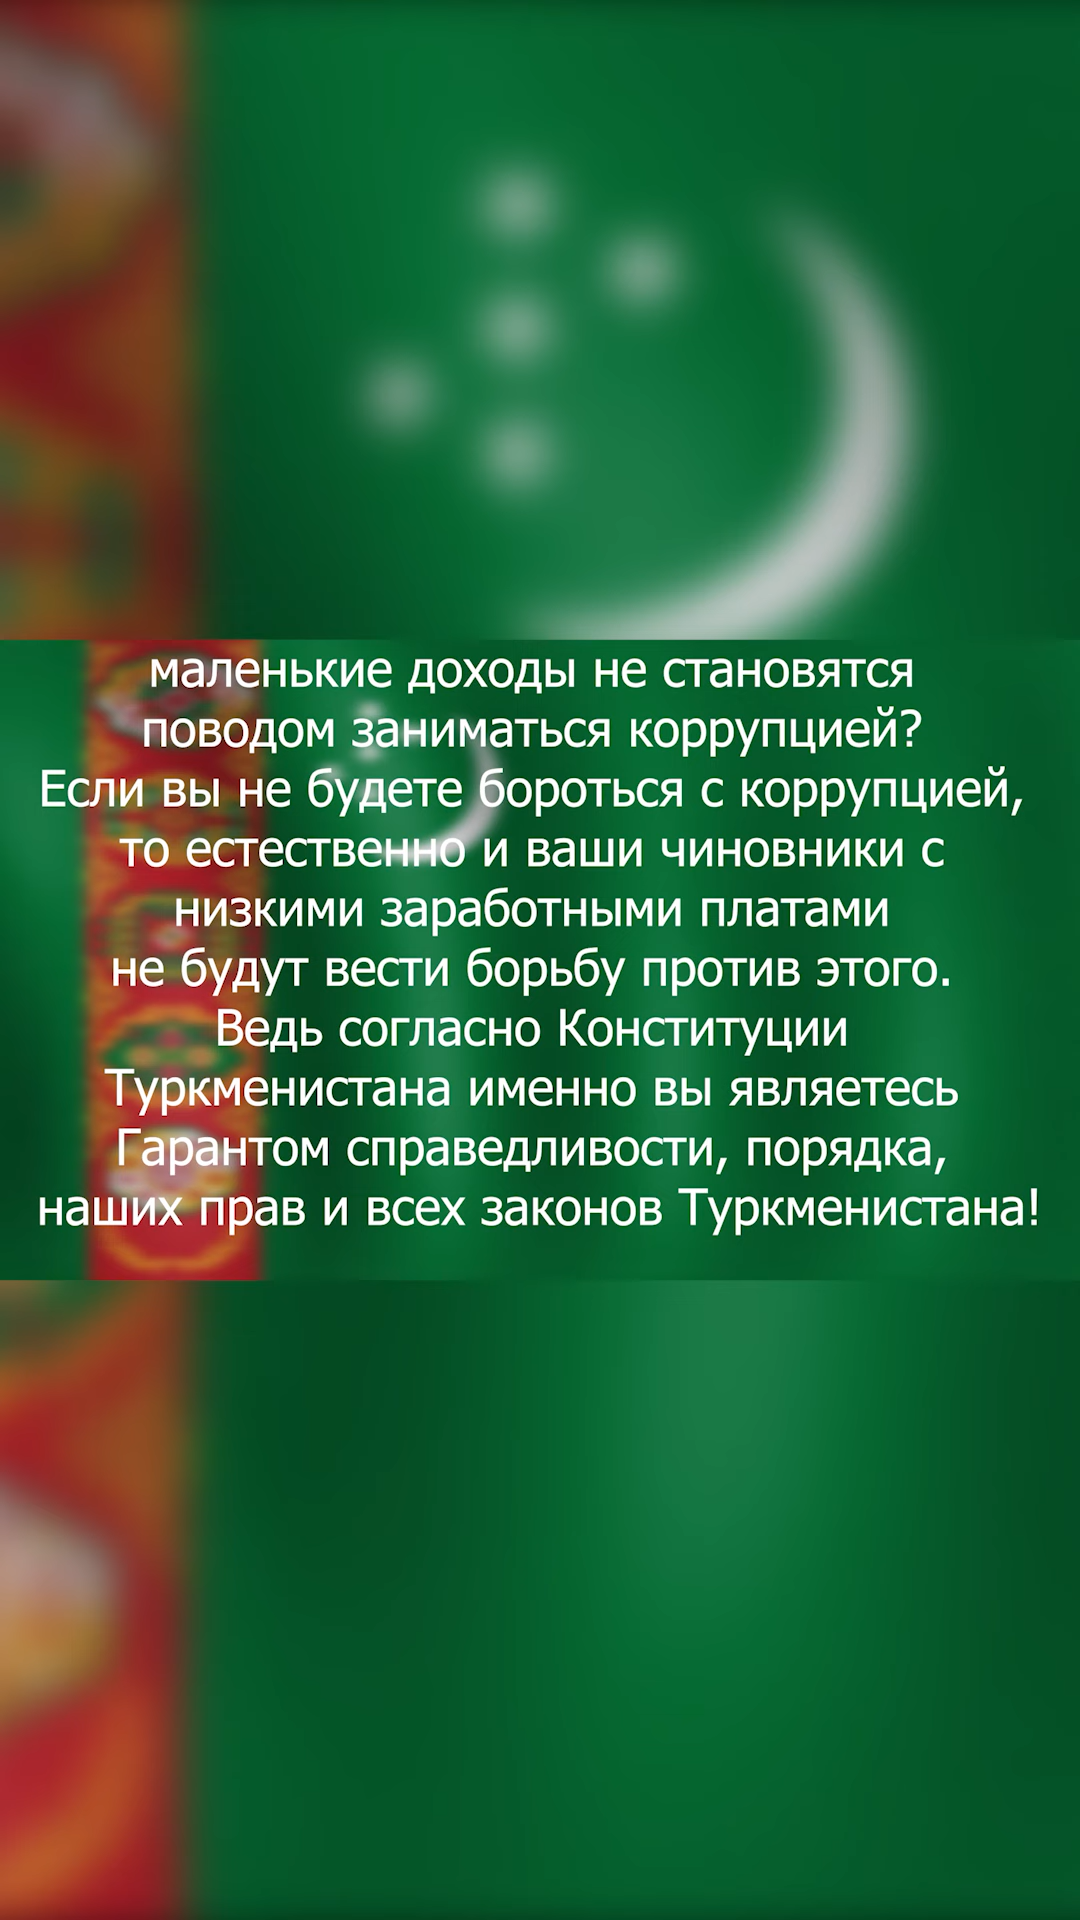 маленькие доходы не становятся
поводом заниматься коррупцией?
Если вы не будете бороться с коррупцией,
то естественно и ваши чиновники с
низкими заработными платами
не будут вести борьбу против этого.
Ведь согласно Конституции
Туркменистана именно вы являетесь
Гарантом справедливости, порядка,
наших прав и всех законов Туркменистана!